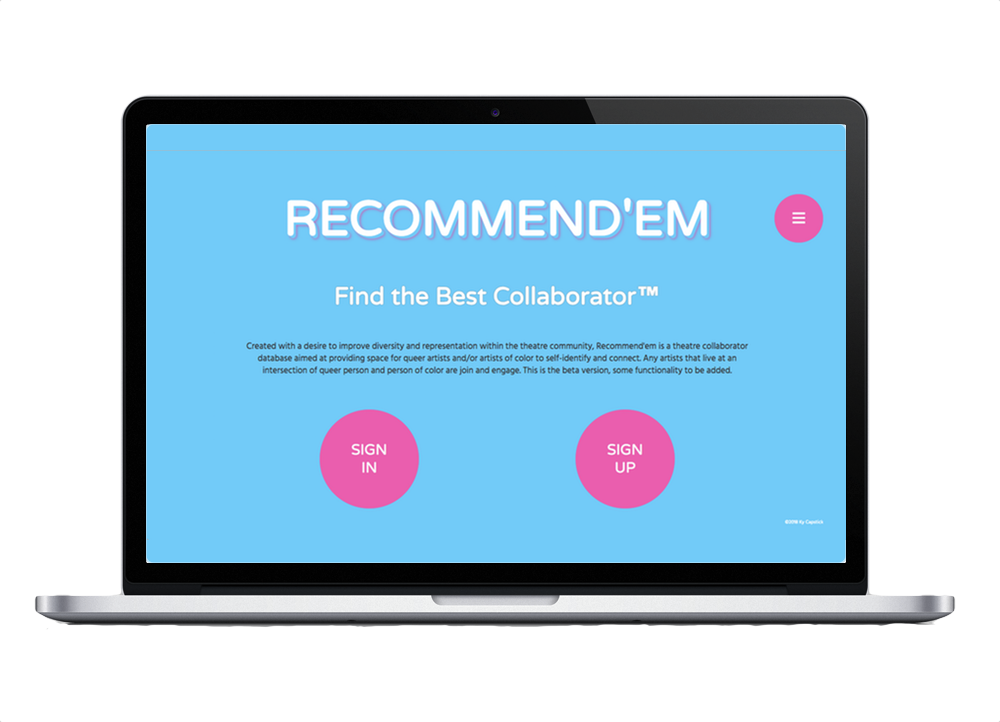 RECOMMEND'EM
Find the Best Collaborator™
Created with a desire to improve diversity and representation within the theatre community, Recommend'em is a theatre collaborator
database aimed at providing space for queer artists and/or artists of color to self-identify and connect. Any artists that live at an
intersection of queer person and person of color are join and engage. This is the beta version, some functionality to be added.
SIGN
IN
SIGN
UP
©2018 Ky Capstick